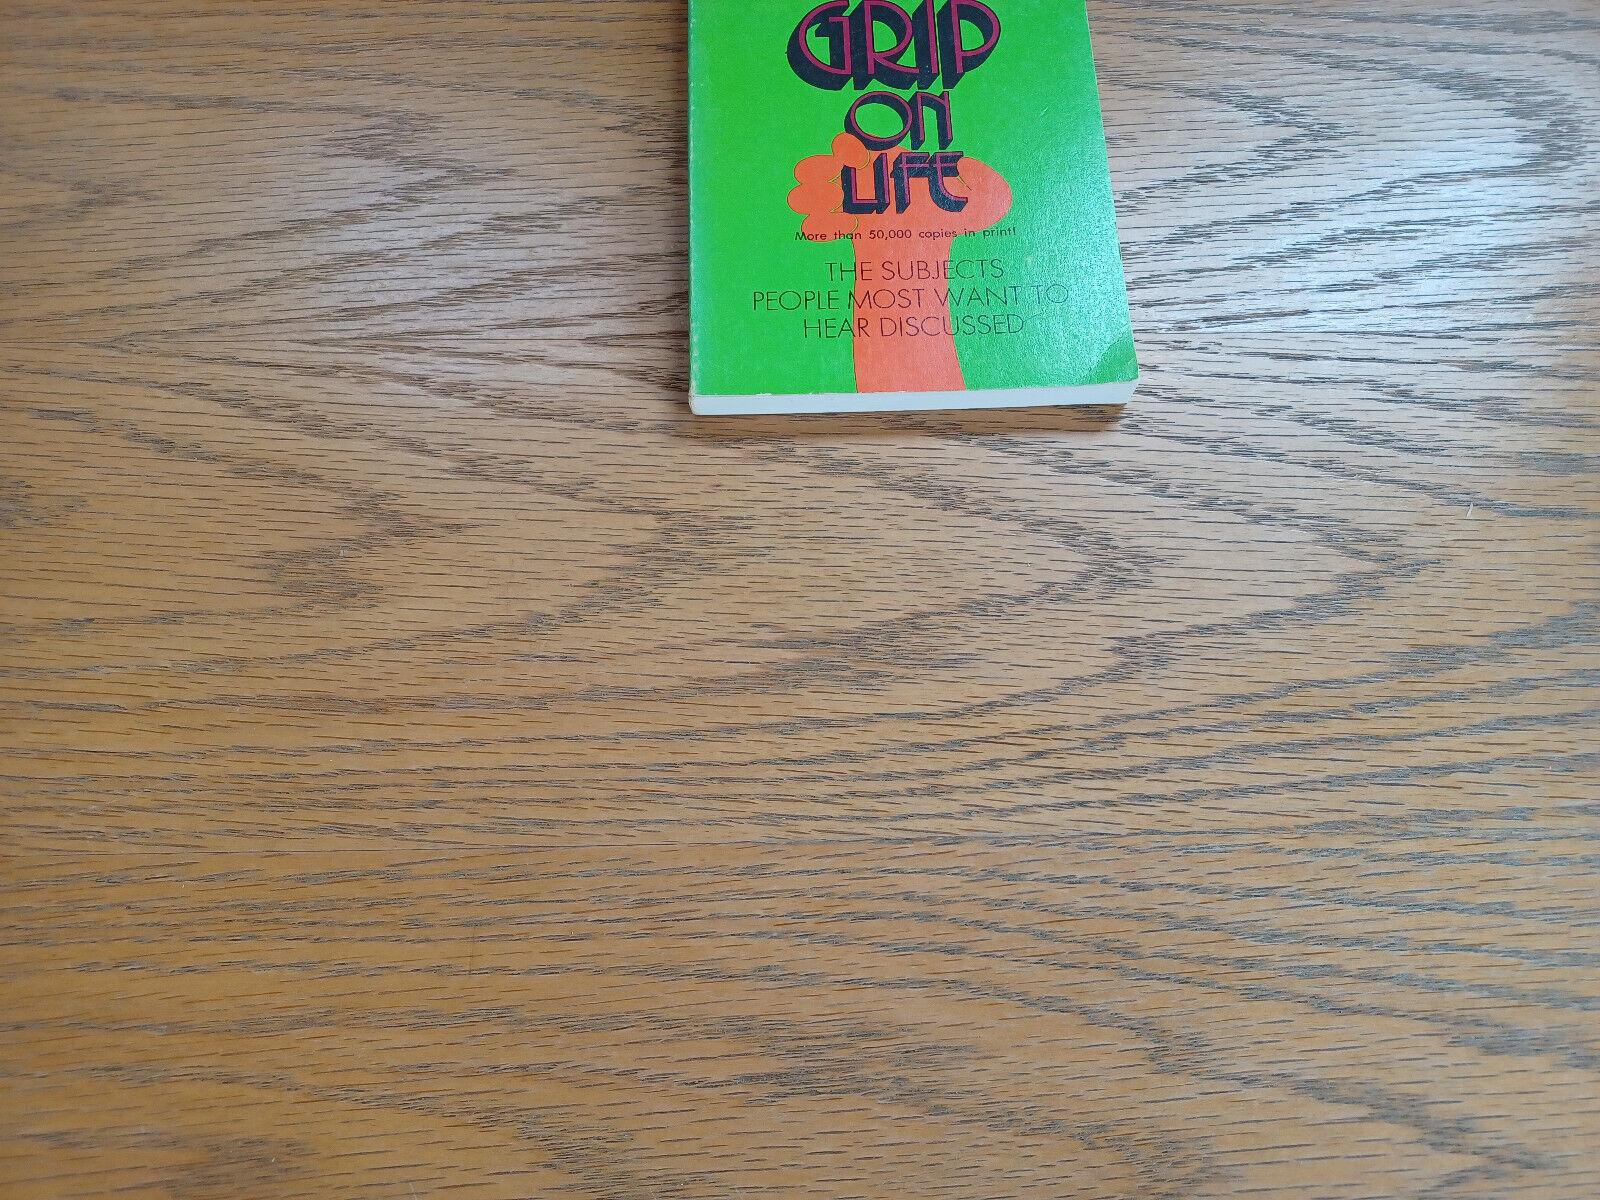 GRIP
ON
LIFE
More than 50,000 copies in print!
THE SUBJECTS
PEOPLE MOST WANT TO
HEAR DISCUSSED